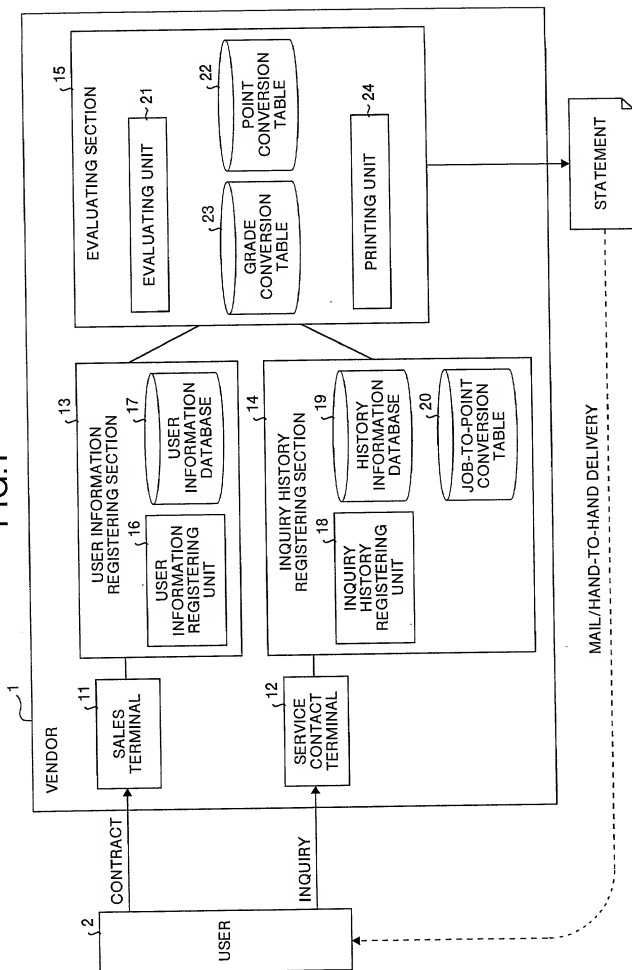 FIG.1
1
VENDOR
2
USER
CONTRACT
INQUIRY
11
SALES
TERMINAL
12
SERVICE
CONTACT
TERMINAL
13
USER INFORMATION
REGISTERING SECTION
16
USER
INFORMATION
REGISTERING
UNIT
17
USER
INFORMATION
DATABASE
14
INQUIRY HISTORY
REGISTERING SECTION
18
INQUIRY
HISTORY
REGISTERING
UNIT
19
HISTORY
INFORMATION
DATABASE
20
JOB-TO-POINT
CONVERSION
TABLE
15
EVALUATING SECTION
21
EVALUATING UNIT
23
GRADE
CONVERSION
TABLE
22
POINT
CONVERSION
TABLE
24
PRINTING UNIT
STATEMENT
MAIL/HAND-TO-HAND DELIVERY